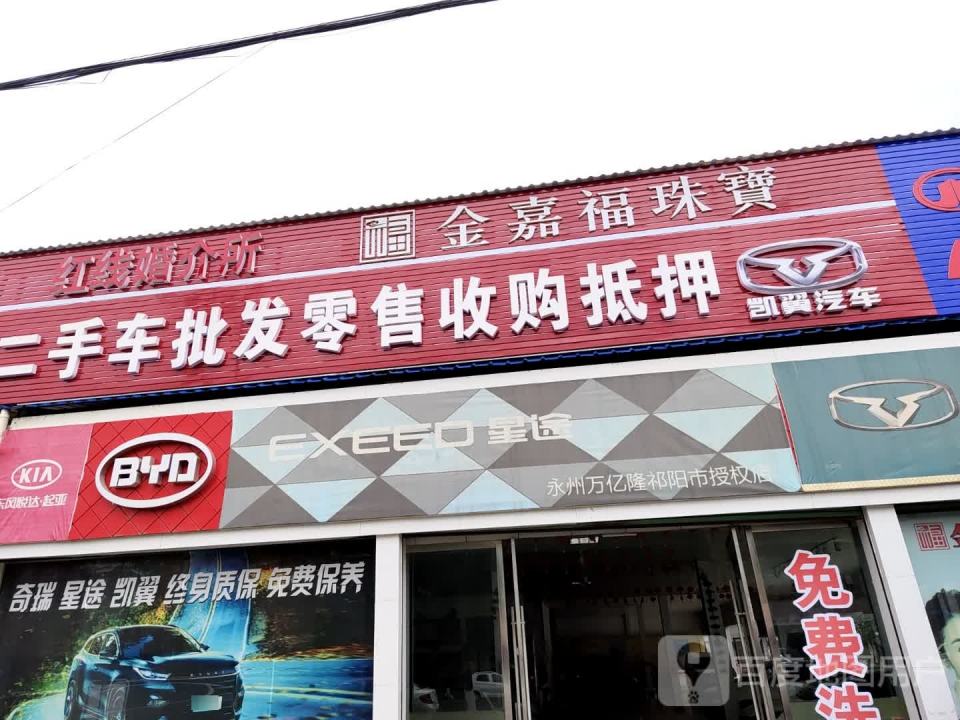 红线婚介所
福 金嘉福珠寶
二手车批发零售收购抵押
凯翼汽车
KIA
东风悦达·起亚
BYD
EXEED 星途
永州万亿隆祁阳市授权店
奇瑞 星途 凯翼 终身质保 免费保养
免费洗
福
百度地图用户